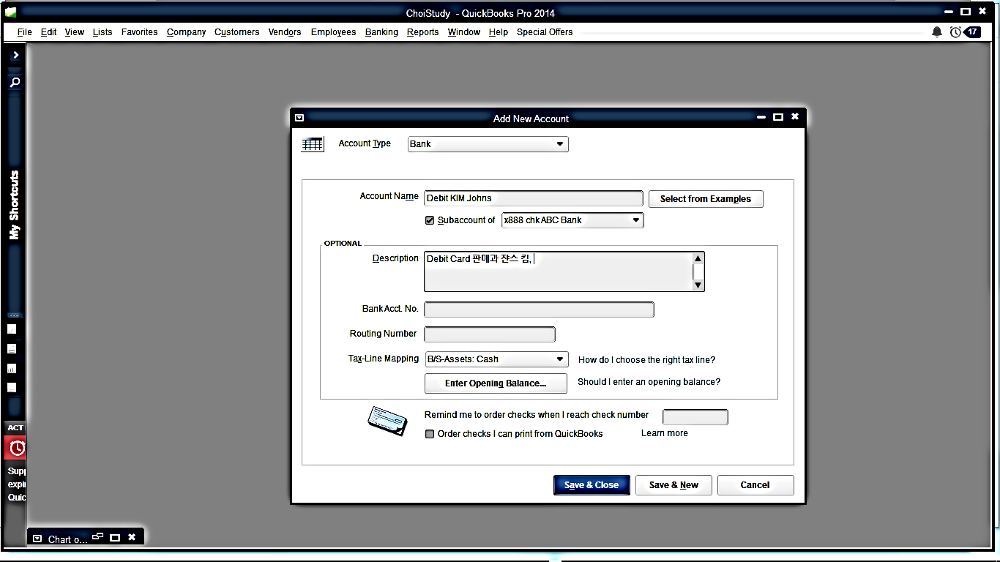 ChoiStudy - QuickBooks Pro 2014
File Edit View Lists Favorites Company Customers Vendors Employees Banking Reports Window Help Special Offers 17
My Shortcuts
Add New Account
Account Type Bank
Account Name Debit KIM Johns Select from Examples
Subaccount of x888 chk ABC Bank
OPTIONAL
Description Debit Card 판매과 쟌스 킴,
Bank Acct. No.
Routing Number
Tax-Line Mapping B/S-Assets: Cash How do I choose the right tax line?
Enter Opening Balance... Should I enter an opening balance?
Remind me to order checks when I reach check number
Order checks I can print from QuickBooks Learn more
ACT
Supp
expi
Quic
Save & Close Save & New Cancel
Chart o...